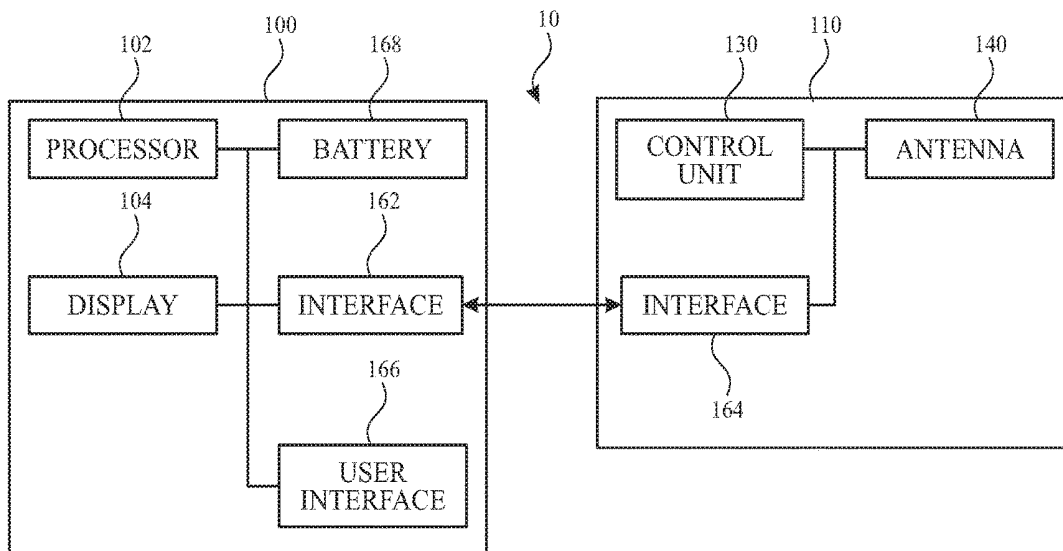 102
100
168
10
130
110
140
PROCESSOR
BATTERY
CONTROL
UNIT
ANTENNA
104
162
DISPLAY
INTERFACE
INTERFACE
166
164
USER
INTERFACE